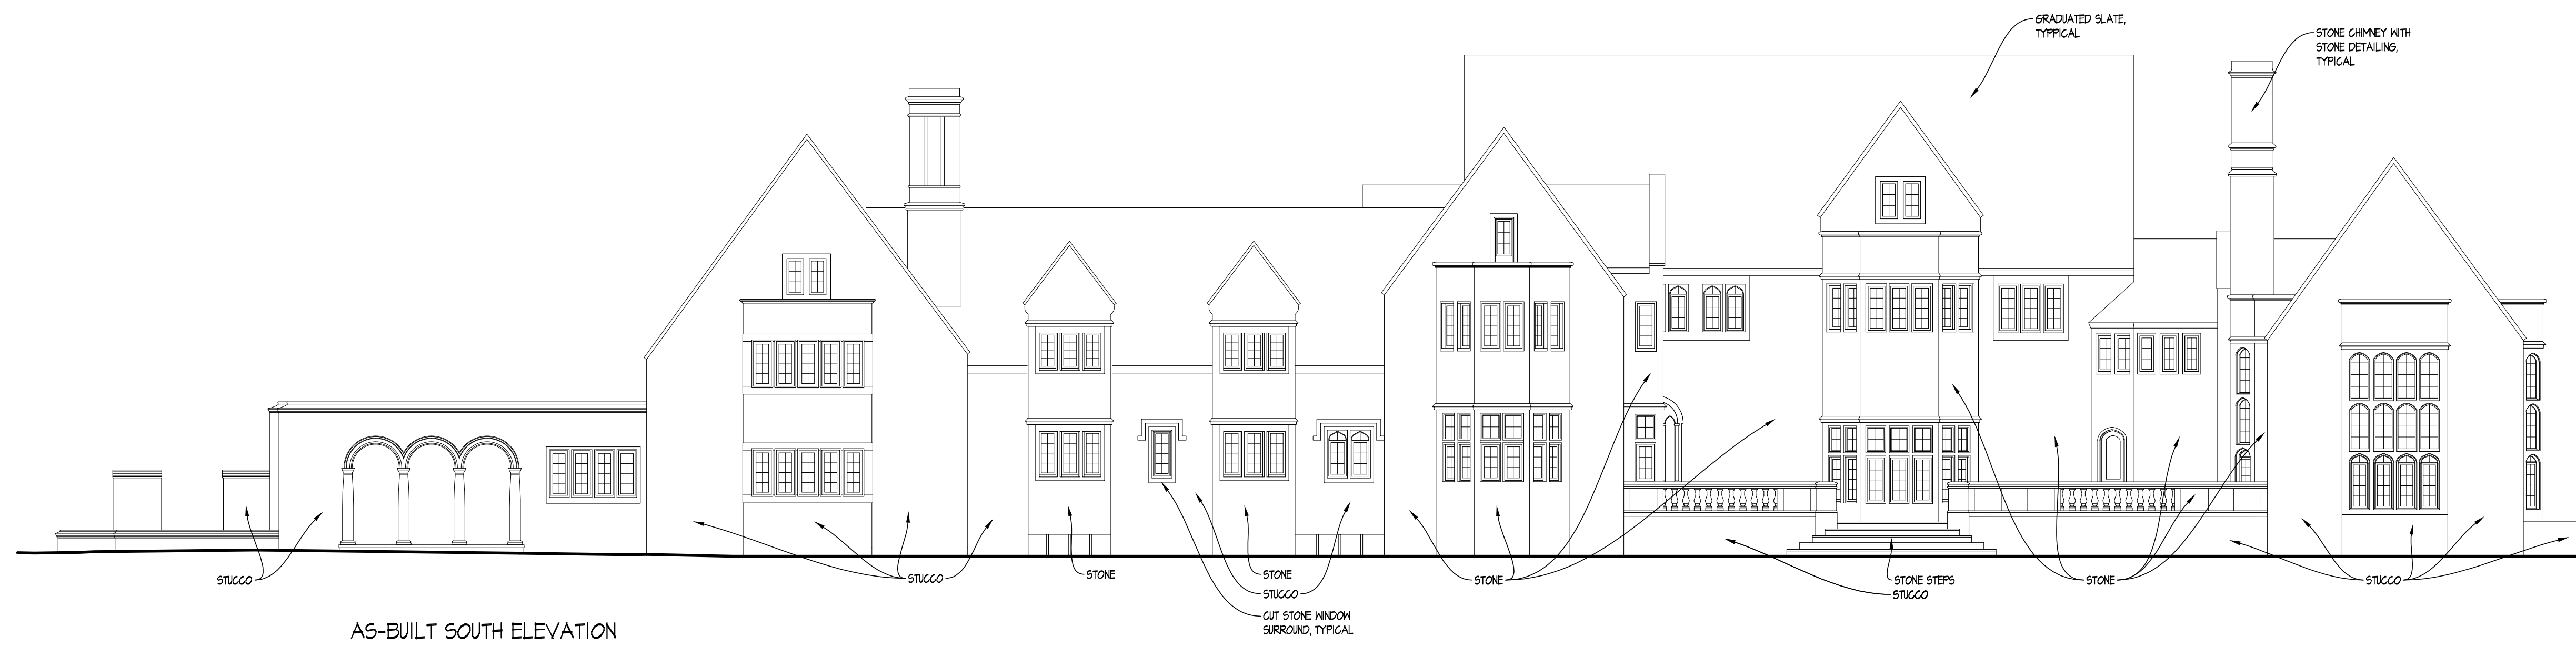 GRADUATED SLATE,
TYPPICAL
STONE CHIMNEY WITH
STONE DETAILING,
TYPICAL
STUCCO
STUCCO
STONE
STONE
STUCCO
CUT STONE WINDOW
SURROUND, TYPICAL
STONE
STONE STEPS
STUCCO
STONE
STUCCO
AS-BUILT SOUTH ELEVATION